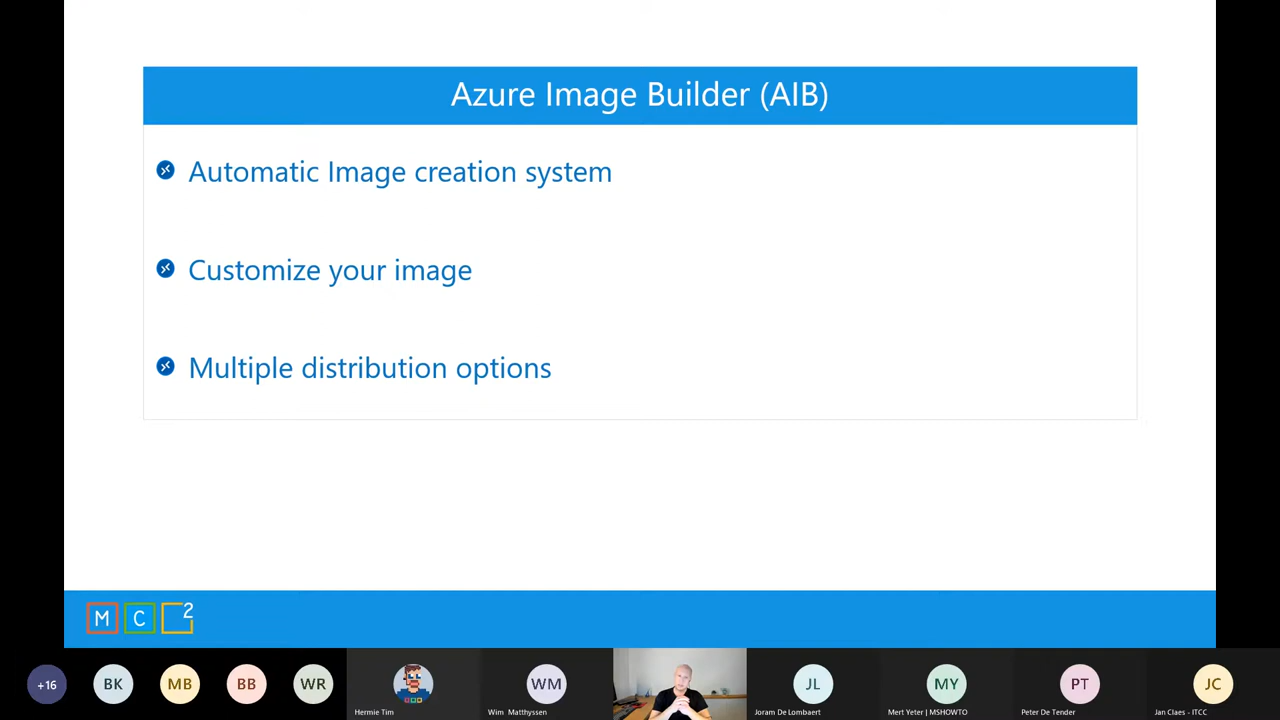 Azure Image Builder (AIB)
Automatic Image creation system
Customize your image
Multiple distribution options
M C 2
+16
BK
MB
BB
WR
Hermie Tim
WM
Wim Matthyssen
JL
Joram De Lombaert
MY
Mert Yeter | MSHOWTO
PT
Peter De Tender
JC
Jan Claes - ITCC